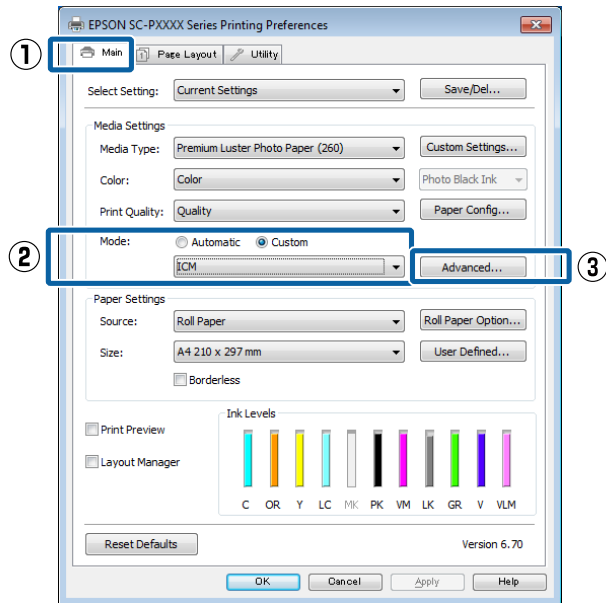 EPSON SC-PXXXX Series Printing Preferences
① Main Page Layout Utility
Select Setting: Current Settings Save/Del...
Media Settings
Media Type: Premium Luster Photo Paper (260) Custom Settings...
Color: Color Photo Black Ink
Print Quality: Quality Paper Config...
Mode: Automatic Custom
② ICM Advanced... ③
Paper Settings
Source: Roll Paper Roll Paper Option...
Size: A4 210 x 297 mm User Defined...
Borderless
Ink Levels
Print Preview
Layout Manager
C OR Y LC MK PK VM LK GR V VLM
Reset Defaults Version 6.70
OK Cancel Apply Help